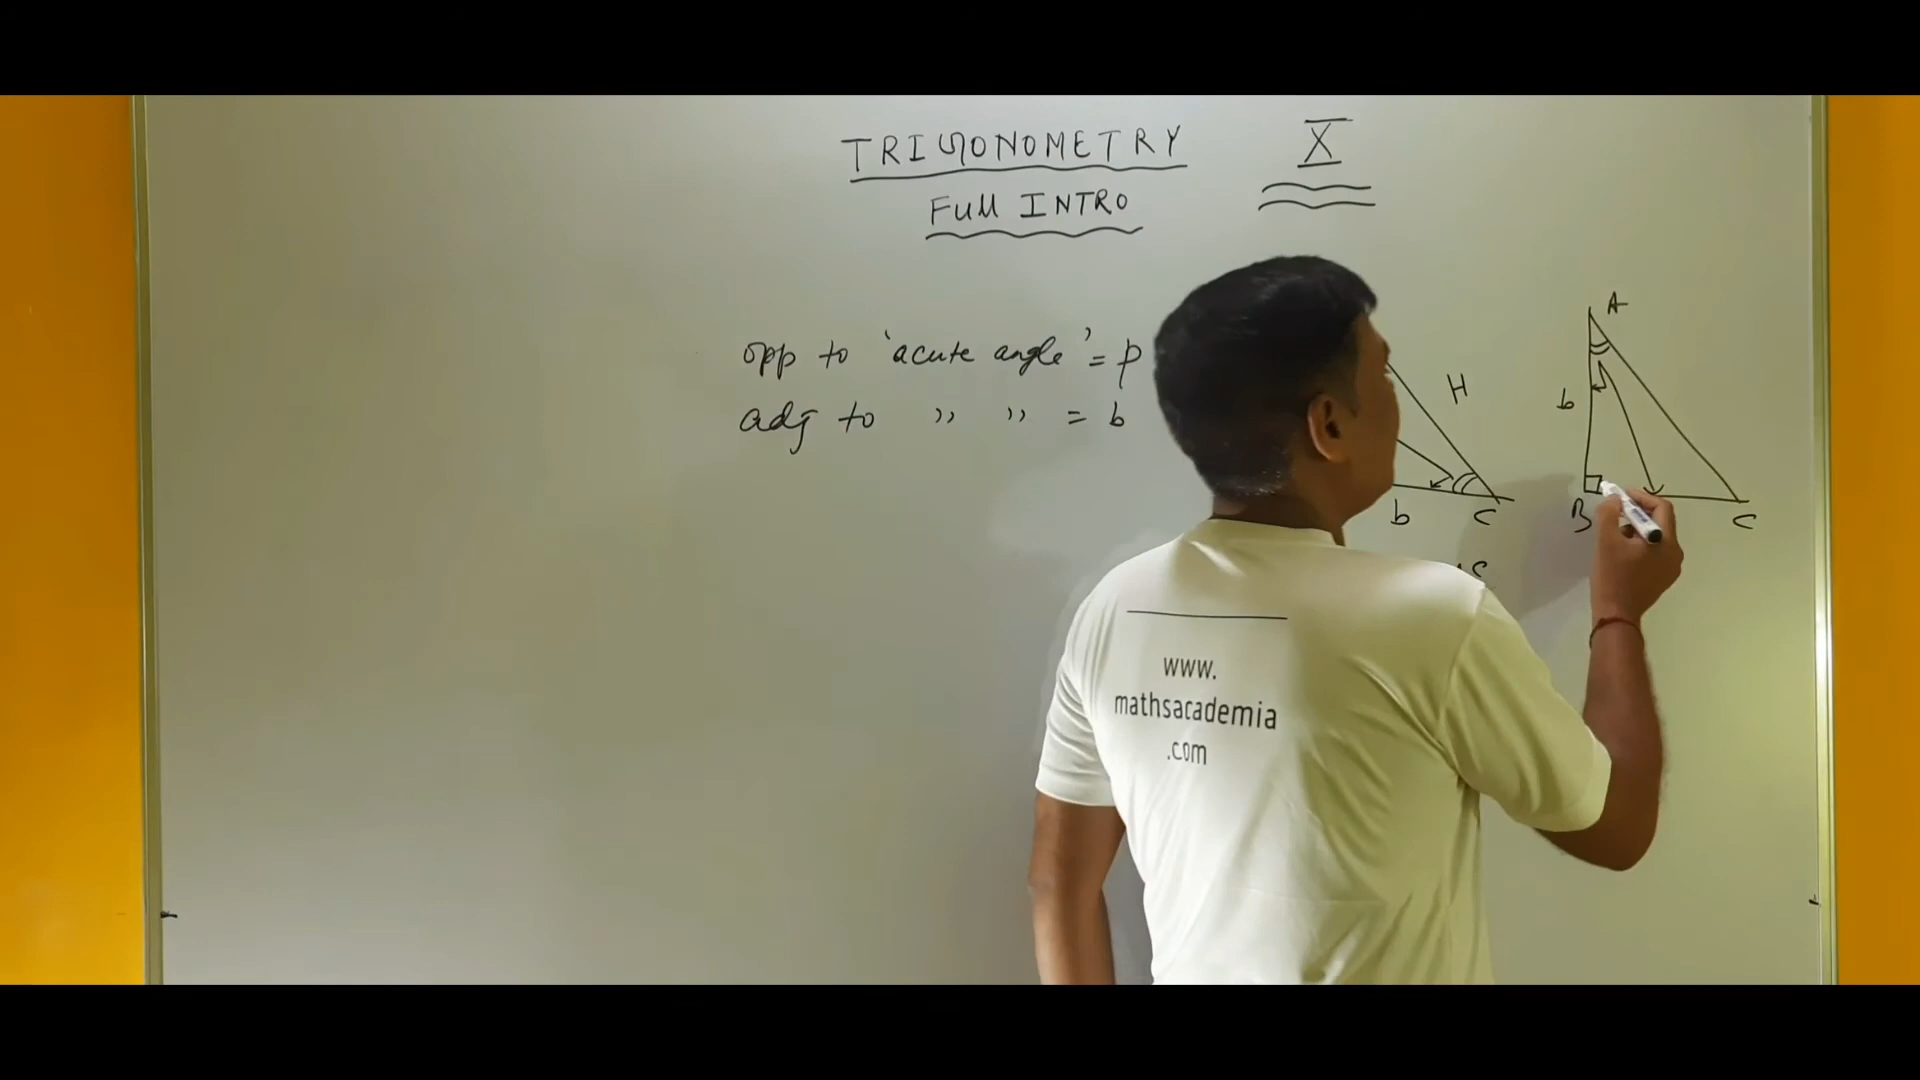 TRIGONOMETRY X
Full INTRO
opp to 'acute angle' = p
adj to " " = b
H
b C
A
b
B C
www.
mathsacademia
.com